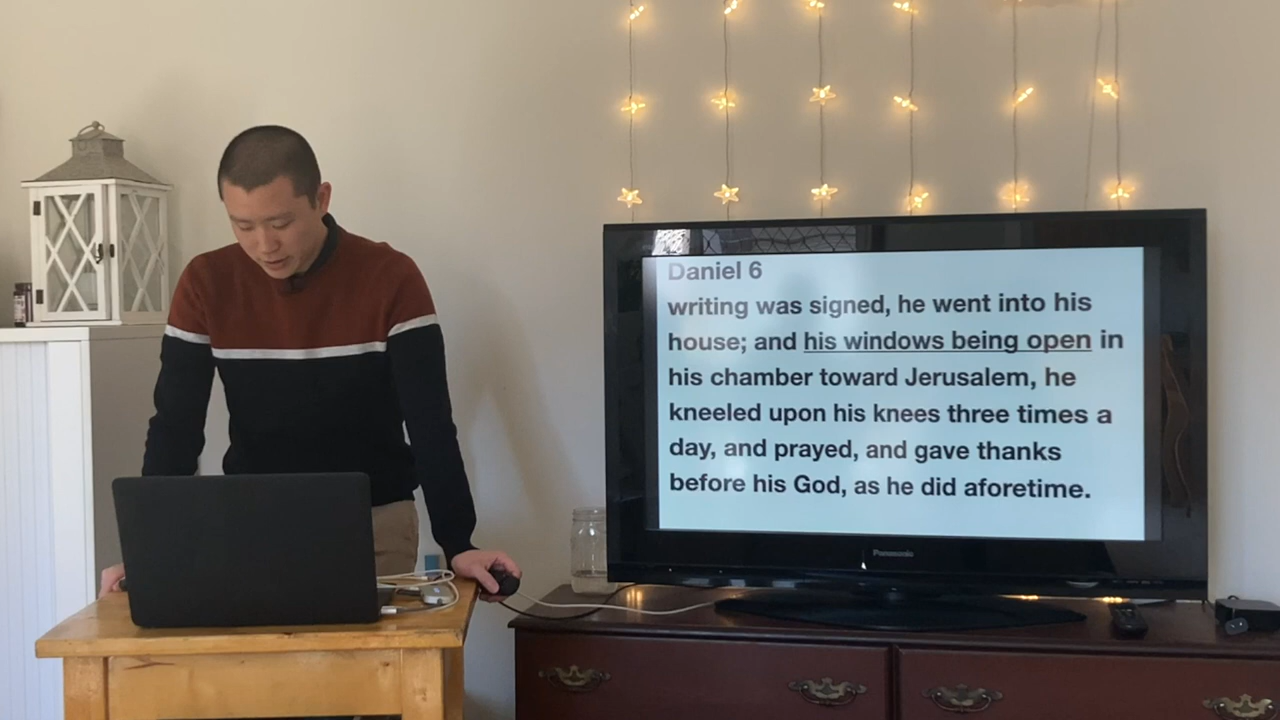 Daniel 6
writing was signed, he went into his
house; and his windows being open in
his chamber toward Jerusalem, he
kneeled upon his knees three times a
day, and prayed, and gave thanks
before his God, as he did aforetime.
Panasonic